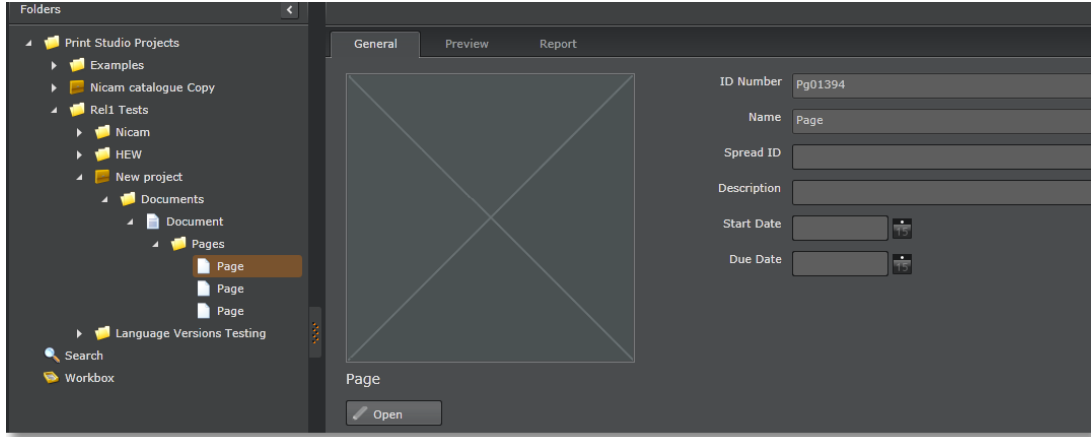 Folders
Print Studio Projects
Examples
Nicam catalogue Copy
Rel1 Tests
Nicam
HEW
New project
Documents
Document
Pages
Page
Page
Page
Language Versions Testing
Search
Workbox
General Preview Report
ID Number Pg01394
Name Page
Spread ID
Description
Start Date 15
Due Date 15
Page
Open